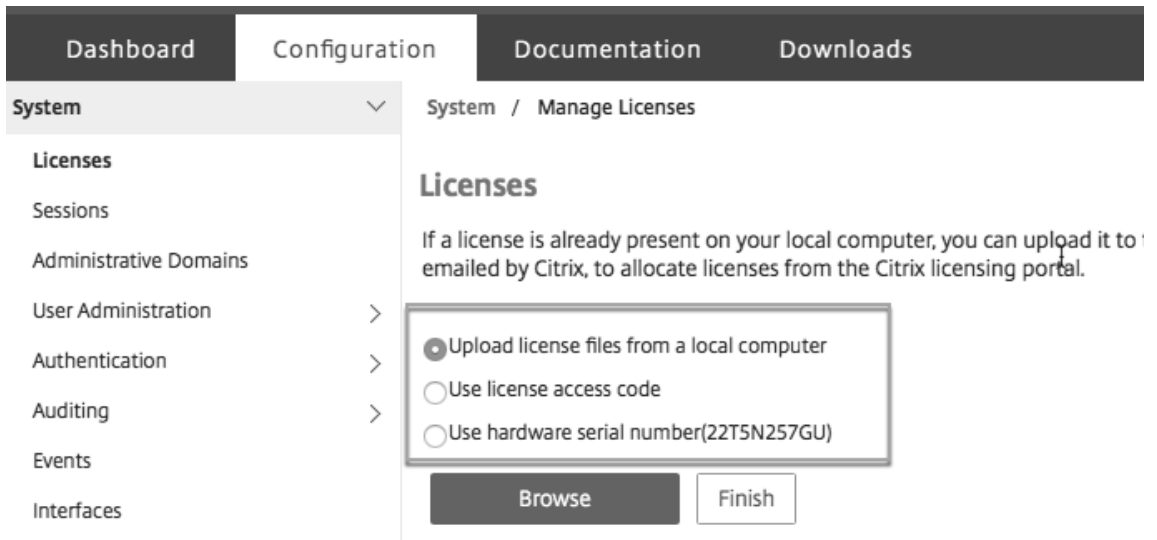 Dashboard Configuration Documentation Downloads
System
System / Manage Licenses
Licenses
Sessions
Administrative Domains
User Administration
Authentication
Auditing
Events
Interfaces
Licenses
If a license is already present on your local computer, you can upload it to
emailed by Citrix, to allocate licenses from the Citrix licensing portal.
Upload license files from a local computer
Use license access code
Use hardware serial number(22T5N257GU)
Browse Finish